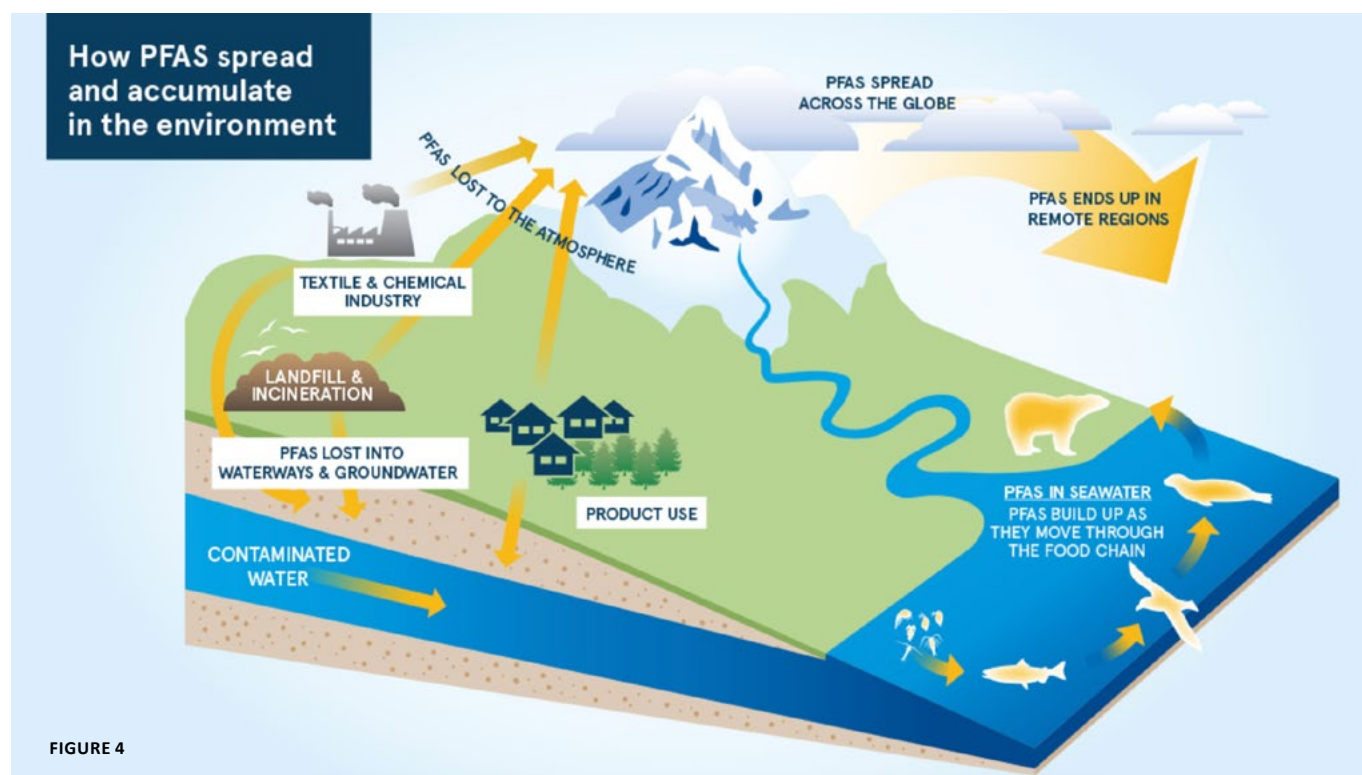 How PFAS spread
and accumulate
in the environment
PFAS SPREAD
ACROSS THE GLOBE
PFAS LOST TO THE ATMOSPHERE
PFAS ENDS UP IN
REMOTE REGIONS
TEXTILE & CHEMICAL
INDUSTRY
LANDFILL &
INCINERATION
PFAS LOST INTO
WATERWAYS & GROUNDWATER
PRODUCT USE
PFAS IN SEAWATER
PFAS BUILD UP AS
THEY MOVE THROUGH
THE FOOD CHAIN
CONTAMINATED
WATER
FIGURE 4